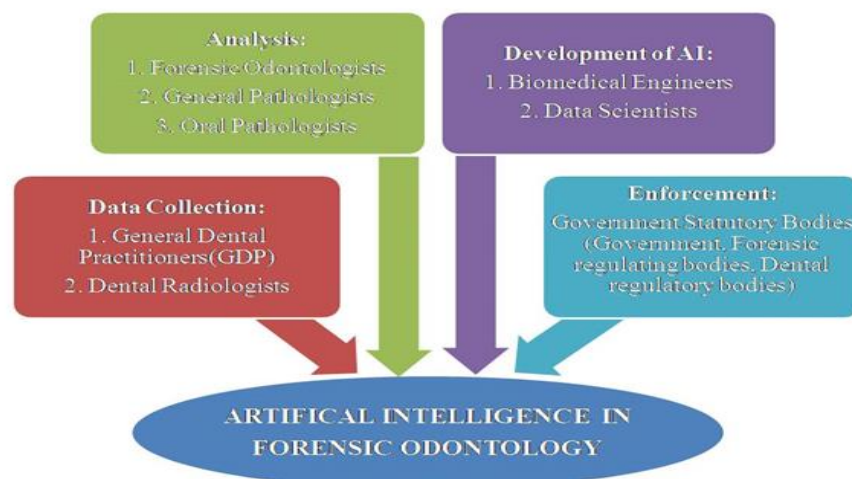 Analysis:
1. Forensic Odontologists
2. General Pathologists
3. Oral Pathologists
Development of AI:
1. Biomedical Engineers
2. Data Scientists
Data Collection:
1. General Dental
Practitioners(GDP)
2. Dental Radiologists
Enforcement:
Government Statutory Bodies
(Government, Forensic
regulating bodies, Dental
regulatory bodies)
ARTIFICAL INTELLIGENCE IN
FORENSIC ODONTOLOGY